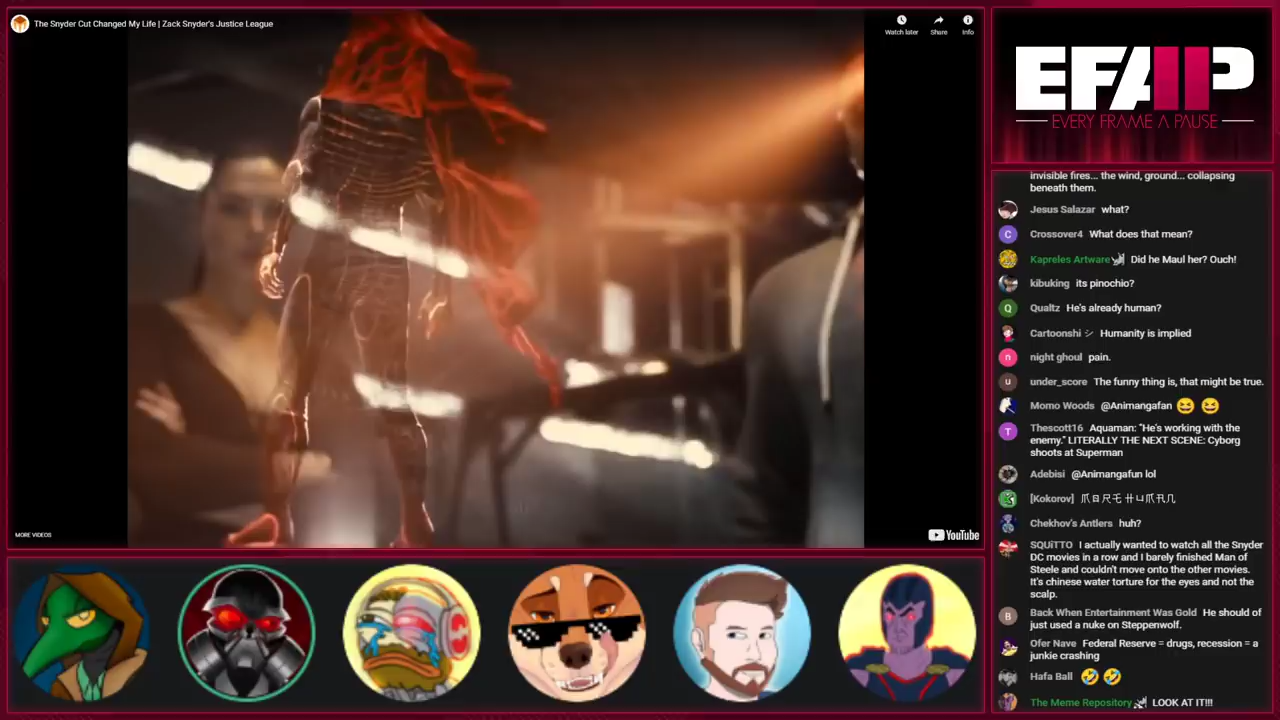 The Snyder Cut Changed My Life | Zack Snyder's Justice League
Watch later
Share
Info
MORE VIDEOS
YouTube
EFAP
EVERY FRAME A PAUSE
invisible fires... the wind, ground... collapsing
beneath them.
Jesus Salazar what?
Crossover4 What does that mean?
Kapreles Artware Did he Maul her? Ouch!
kibuking its pinochio?
Qualtz He's already human?
Cartoonshi シ Humanity is implied
night ghoul pain.
under_score The funny thing is, that might be true.
Momo Woods @Animangafan 😆 😆
Thescott16 Aquaman: "He's working with the
enemy." LITERALLY THE NEXT SCENE: Cyborg
shoots at Superman
Adebisi @Animangafun lol
[Kokorov]
Chekhov's Antlers huh?
SQUiTTO I actually wanted to watch all the Snyder
DC movies in a row and I barely finished Man of
Steele and couldn't move onto the other movies.
It's chinese water torture for the eyes and not the
scalp.
Back When Entertainment Was Gold He should of
just used a nuke on Steppenwolf.
Ofer Nave Federal Reserve = drugs, recession = a
junkie crashing
Hafa Ball 🤣 🤣
The Meme Repository LOOK AT IT!!!